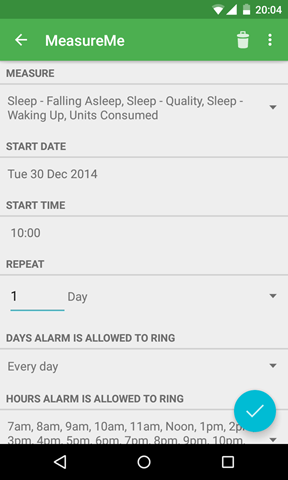 20:04
MeasureMe
MEASURE
Sleep - Falling Asleep, Sleep - Quality, Sleep -
Waking Up, Units Consumed
START DATE
Tue 30 Dec 2014
START TIME
10:00
REPEAT
1 Day
DAYS ALARM IS ALLOWED TO RING
Every day
HOURS ALARM IS ALLOWED TO RING
7am, 8am, 9am, 10am, 11am, Noon, 1pm, 2p
3pm, 4pm, 5pm, 6pm, 7pm, 8pm, 9pm, 10pm,